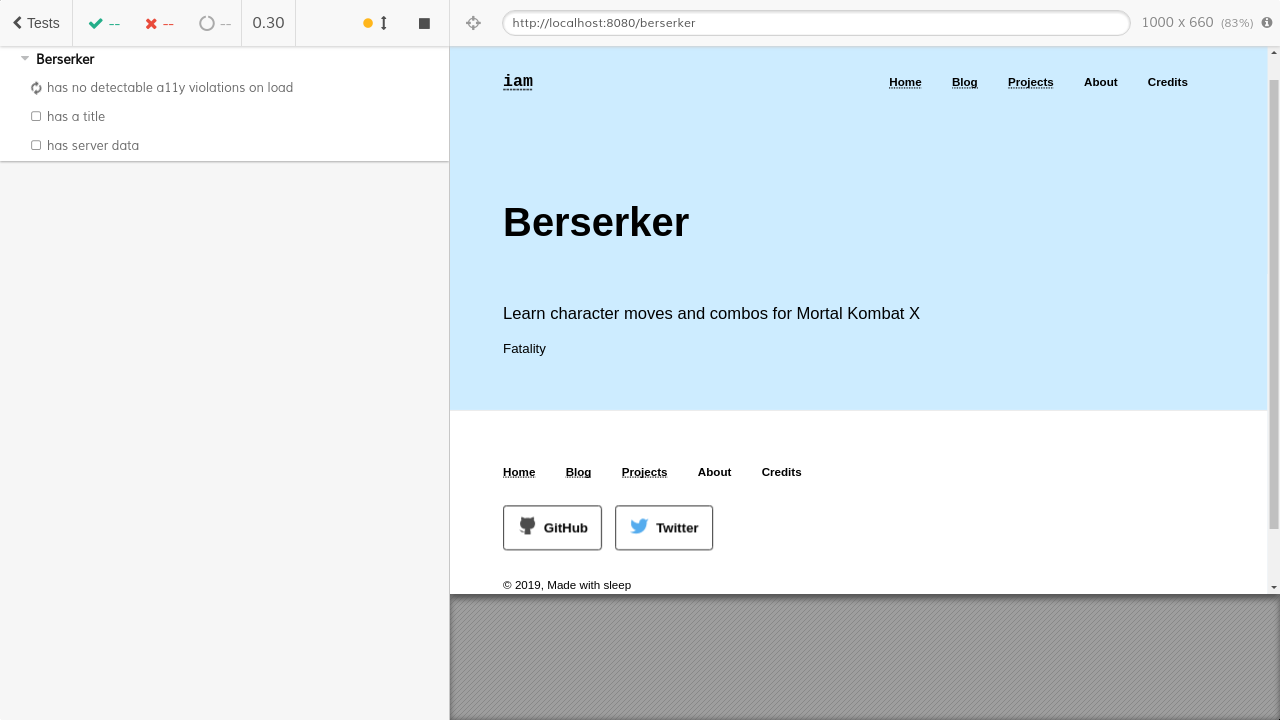 Tests -- -- -- 0.30
http://localhost:8080/berserker 1000 x 660 (83%)
Berserker
has no detectable a11y violations on load
has a title
has server data
iam Home Blog Projects About Credits
Berserker
Learn character moves and combos for Mortal Kombat X
Fatality
Home Blog Projects About Credits
GitHub Twitter
© 2019, Made with sleep